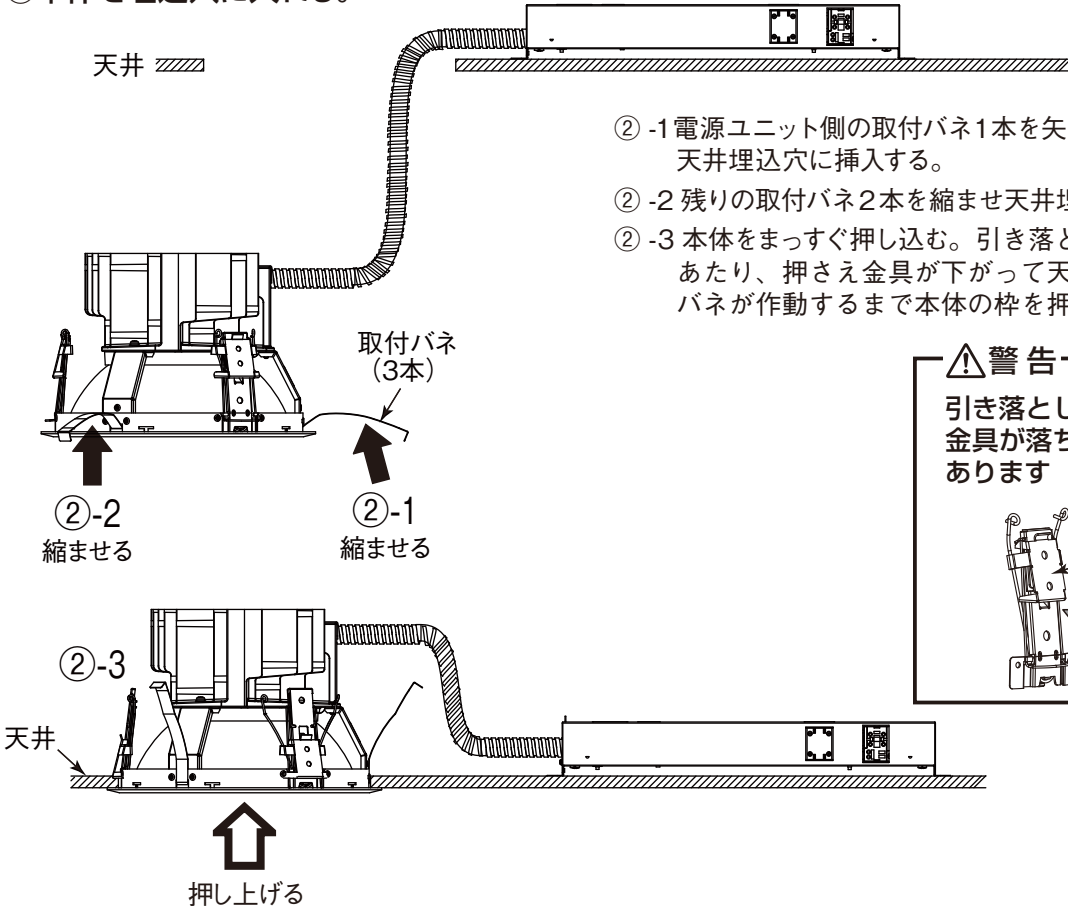 天井
② -1電源ユニット側の取付バネ1本を矢
天井埋込穴に挿入する。
② -2 残りの取付バネ2本を縮ませ天井埋
② -3 本体をまっすぐ押し込む。引き落と
あたり、押さえ金具が下がって天
バネが作動するまで本体の枠を押
取付バネ
(3本)
②-2
縮ませる
②-1
縮ませる
⚠警告
引き落とし
金具が落ち
あります
②-3
天井
押し上げる